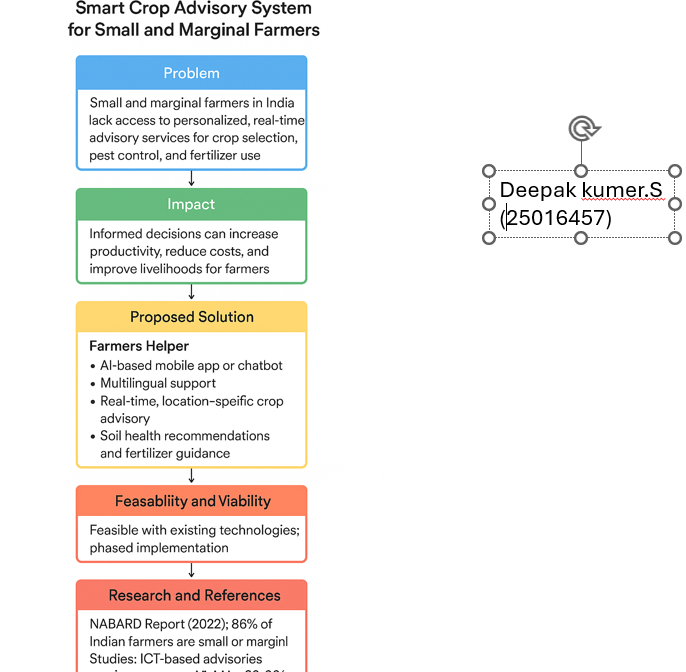 Smart Crop Advisory System
for Small and Marginal Farmers
Problem
Small and marginal farmers in India
lack access to personalized, real-time
advisory services for crop selection,
pest control, and fertilizer use
Impact
Informed decisions can increase
productivity, reduce costs, and
improve livelihoods for farmers
Proposed Solution
Farmers Helper
• AI-based mobile app or chatbot
• Multilingual support
• Real-time, location-speific crop
advisory
• Soil health recommendations
and fertilizer guidance
Feasabliity and Viability
Feasible with existing technologies;
phased implementation
Research and References
NABARD Report (2022); 86% of
Indian farmers are small or marginl
Studies: ICT-based advisories
Deepak kumer.S
(25016457)